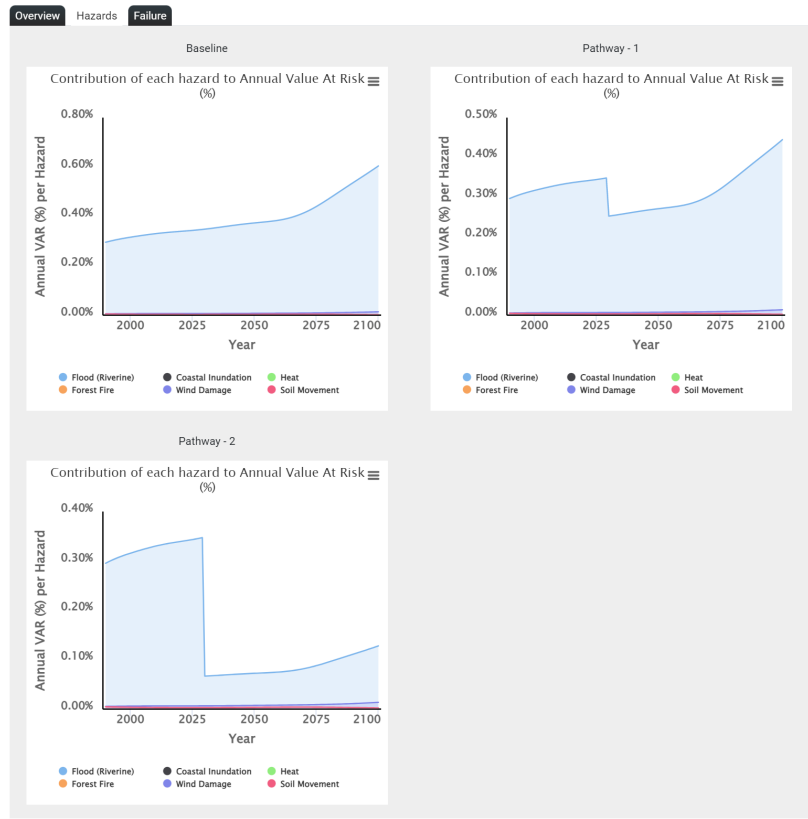 Overview Hazards Failure
Baseline
Contribution of each hazard to Annual Value At Risk
(%)
Annual VAR (%) per Hazard
0.80%
0.60%
0.40%
0.20%
0.00%
2000 2025 2050 2075 2100
Year
Flood (Riverine) Coastal Inundation Heat
Forest Fire Wind Damage Soil Movement
Pathway - 1
Contribution of each hazard to Annual Value At Risk
(%)
Annual VAR (%) per Hazard
0.50%
0.40%
0.30%
0.20%
0.10%
0.00%
2000 2025 2050 2075 2100
Year
Flood (Riverine) Coastal Inundation Heat
Forest Fire Wind Damage Soil Movement
Pathway - 2
Contribution of each hazard to Annual Value At Risk
(%)
Annual VAR (%) per Hazard
0.40%
0.30%
0.20%
0.10%
0.00%
2000 2025 2050 2075 2100
Year
Flood (Riverine) Coastal Inundation Heat
Forest Fire Wind Damage Soil Movement